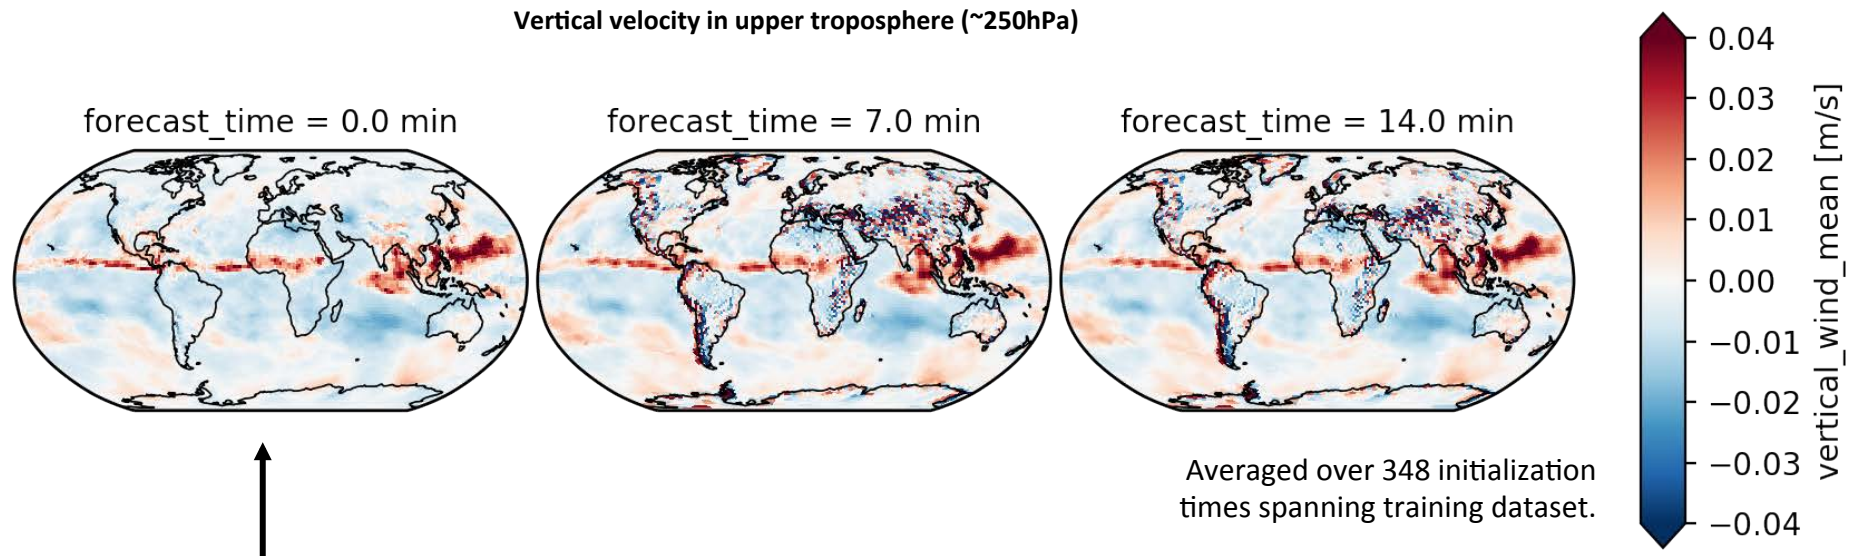 Vertical velocity in upper troposphere (~250hPa)
forecast_time = 0.0 min
forecast_time = 7.0 min
forecast_time = 14.0 min
Averaged over 348 initialization
times spanning training dataset.
0.04
0.03
0.02
0.01
0.00
−0.01
−0.02
−0.03
−0.04
vertical_wind_mean [m/s]